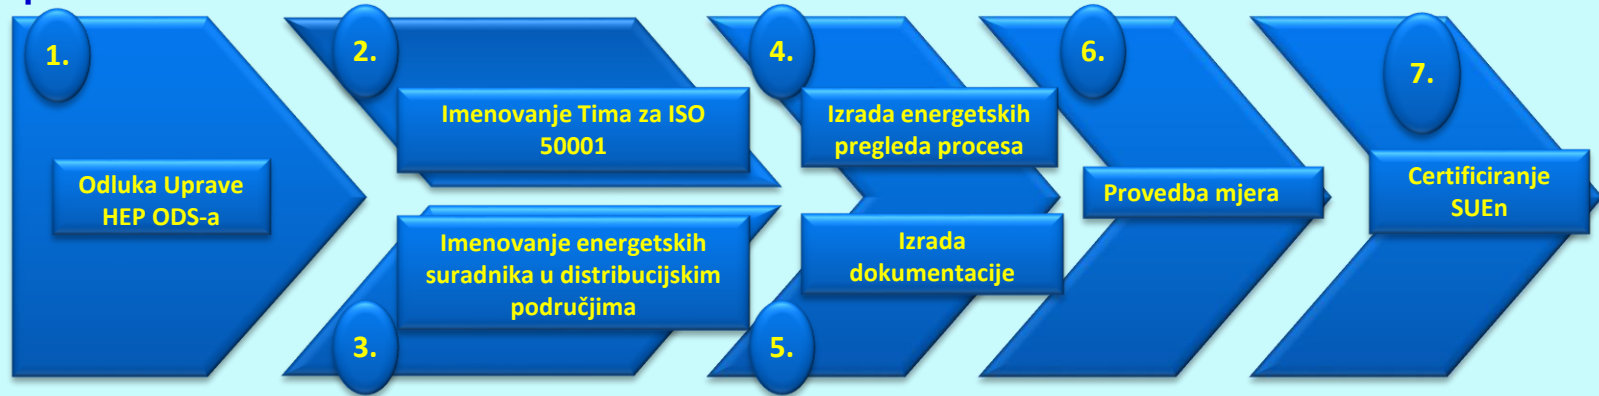 1.
Odluka Uprave
HEP ODS-a
2.
Imenovanje Tima za ISO
50001
3.
Imenovanje energetskih
suradnika u distribucijskim
područjima
4.
Izrada energetskih
pregleda procesa
5.
Izrada
dokumentacije
6.
Provedba mjera
7.
Certificiranje
SUEn